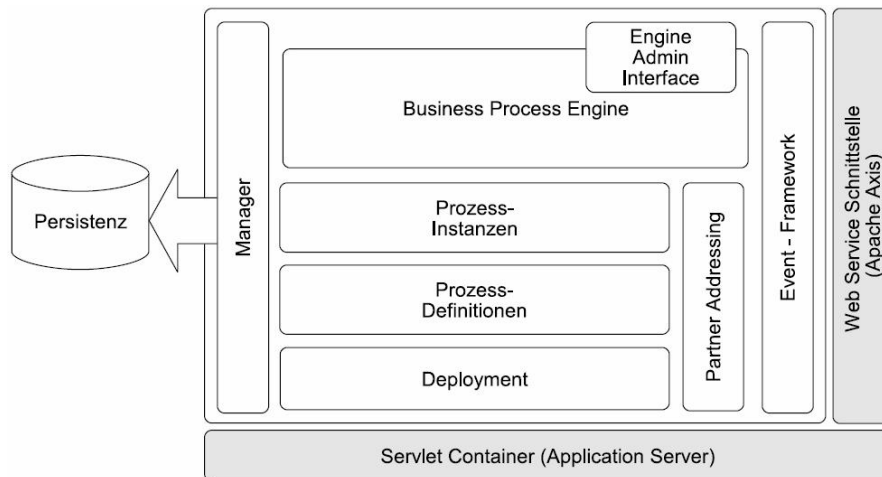 Engine
Admin
Interface
Business Process Engine
Persistenz
Manager
Prozess-
Instanzen
Prozess-
Definitionen
Deployment
Partner Addressing
Event - Framework
Web Service Schnittstelle
(Apache Axis)
Servlet Container (Application Server)